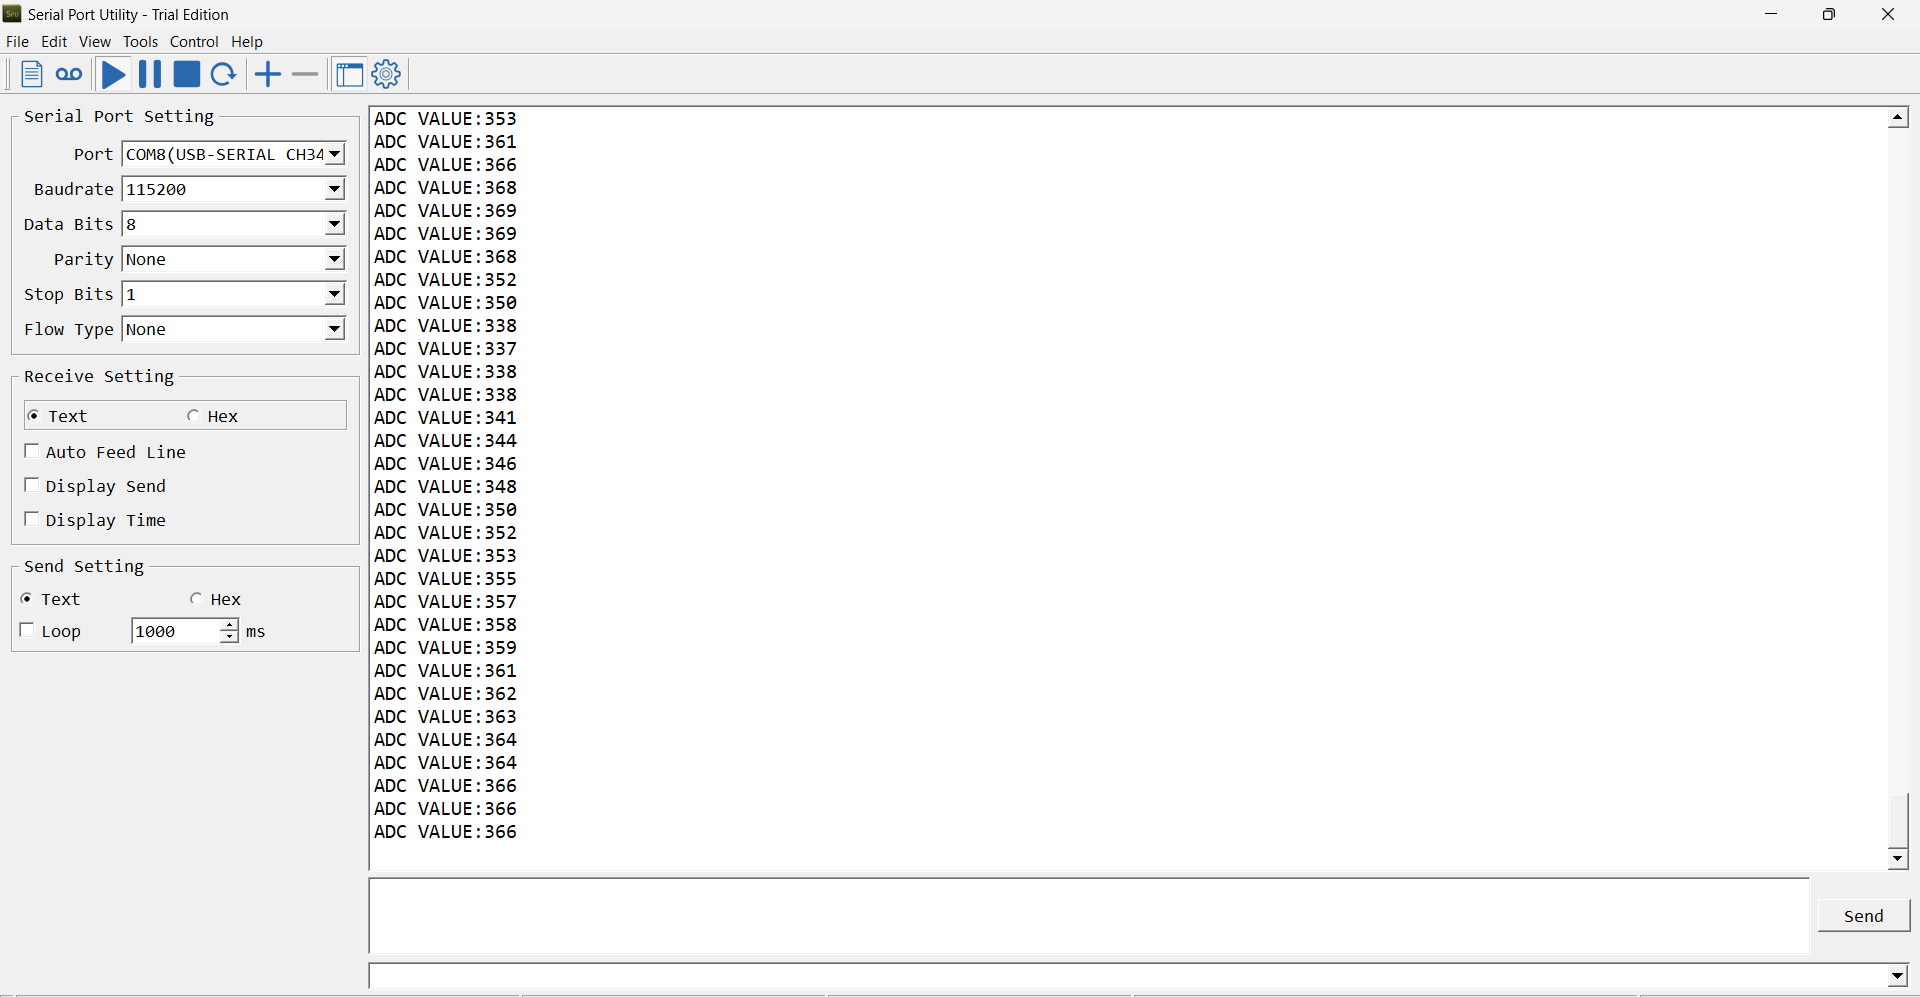 Serial Port Utility - Trial Edition
File Edit View Tools Control Help
Serial Port Setting
Port COM8(USB-SERIAL CH34
Baudrate 115200
Data Bits 8
Parity None
Stop Bits 1
Flow Type None
Receive Setting
Text Hex
Auto Feed Line
Display Send
Display Time
Send Setting
Text Hex
Loop 1000 ms
ADC VALUE:353
ADC VALUE:361
ADC VALUE:366
ADC VALUE:368
ADC VALUE:369
ADC VALUE:369
ADC VALUE:368
ADC VALUE:352
ADC VALUE:350
ADC VALUE:338
ADC VALUE:337
ADC VALUE:338
ADC VALUE:338
ADC VALUE:341
ADC VALUE:344
ADC VALUE:346
ADC VALUE:348
ADC VALUE:350
ADC VALUE:352
ADC VALUE:353
ADC VALUE:355
ADC VALUE:357
ADC VALUE:358
ADC VALUE:359
ADC VALUE:361
ADC VALUE:362
ADC VALUE:363
ADC VALUE:364
ADC VALUE:364
ADC VALUE:366
ADC VALUE:366
ADC VALUE:366
Send